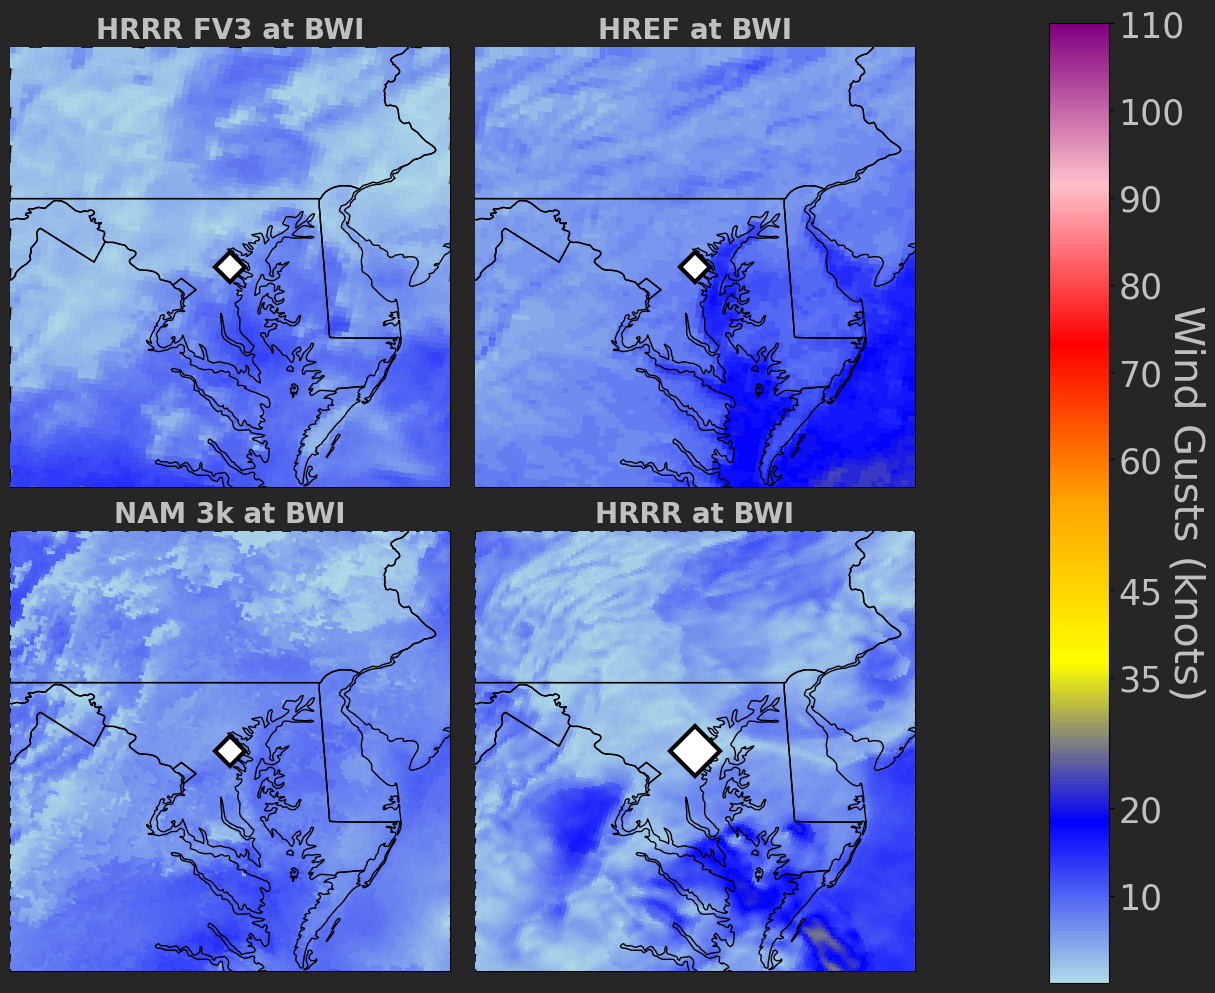 HRRR FV3 at BWI
HREF at BWI
NAM 3k at BWI
HRRR at BWI
110
100
90
80
70
60
45
35
20
10
Wind Gusts (knots)